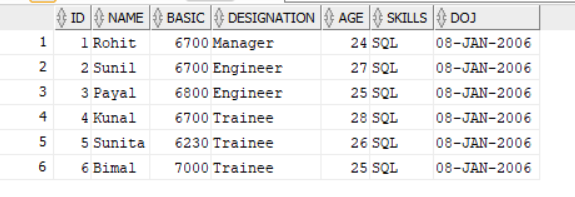 ID NAME BASIC DESIGNATION AGE SKILLS DOJ
1 1 Rohit 6700 Manager 24 SQL 08-JAN-2006
2 2 Sunil 6700 Engineer 27 SQL 08-JAN-2006
3 3 Payal 6800 Engineer 25 SQL 08-JAN-2006
4 4 Kunal 6700 Trainee 28 SQL 08-JAN-2006
5 5 Sunita 6230 Trainee 26 SQL 08-JAN-2006
6 6 Bimal 7000 Trainee 25 SQL 08-JAN-2006